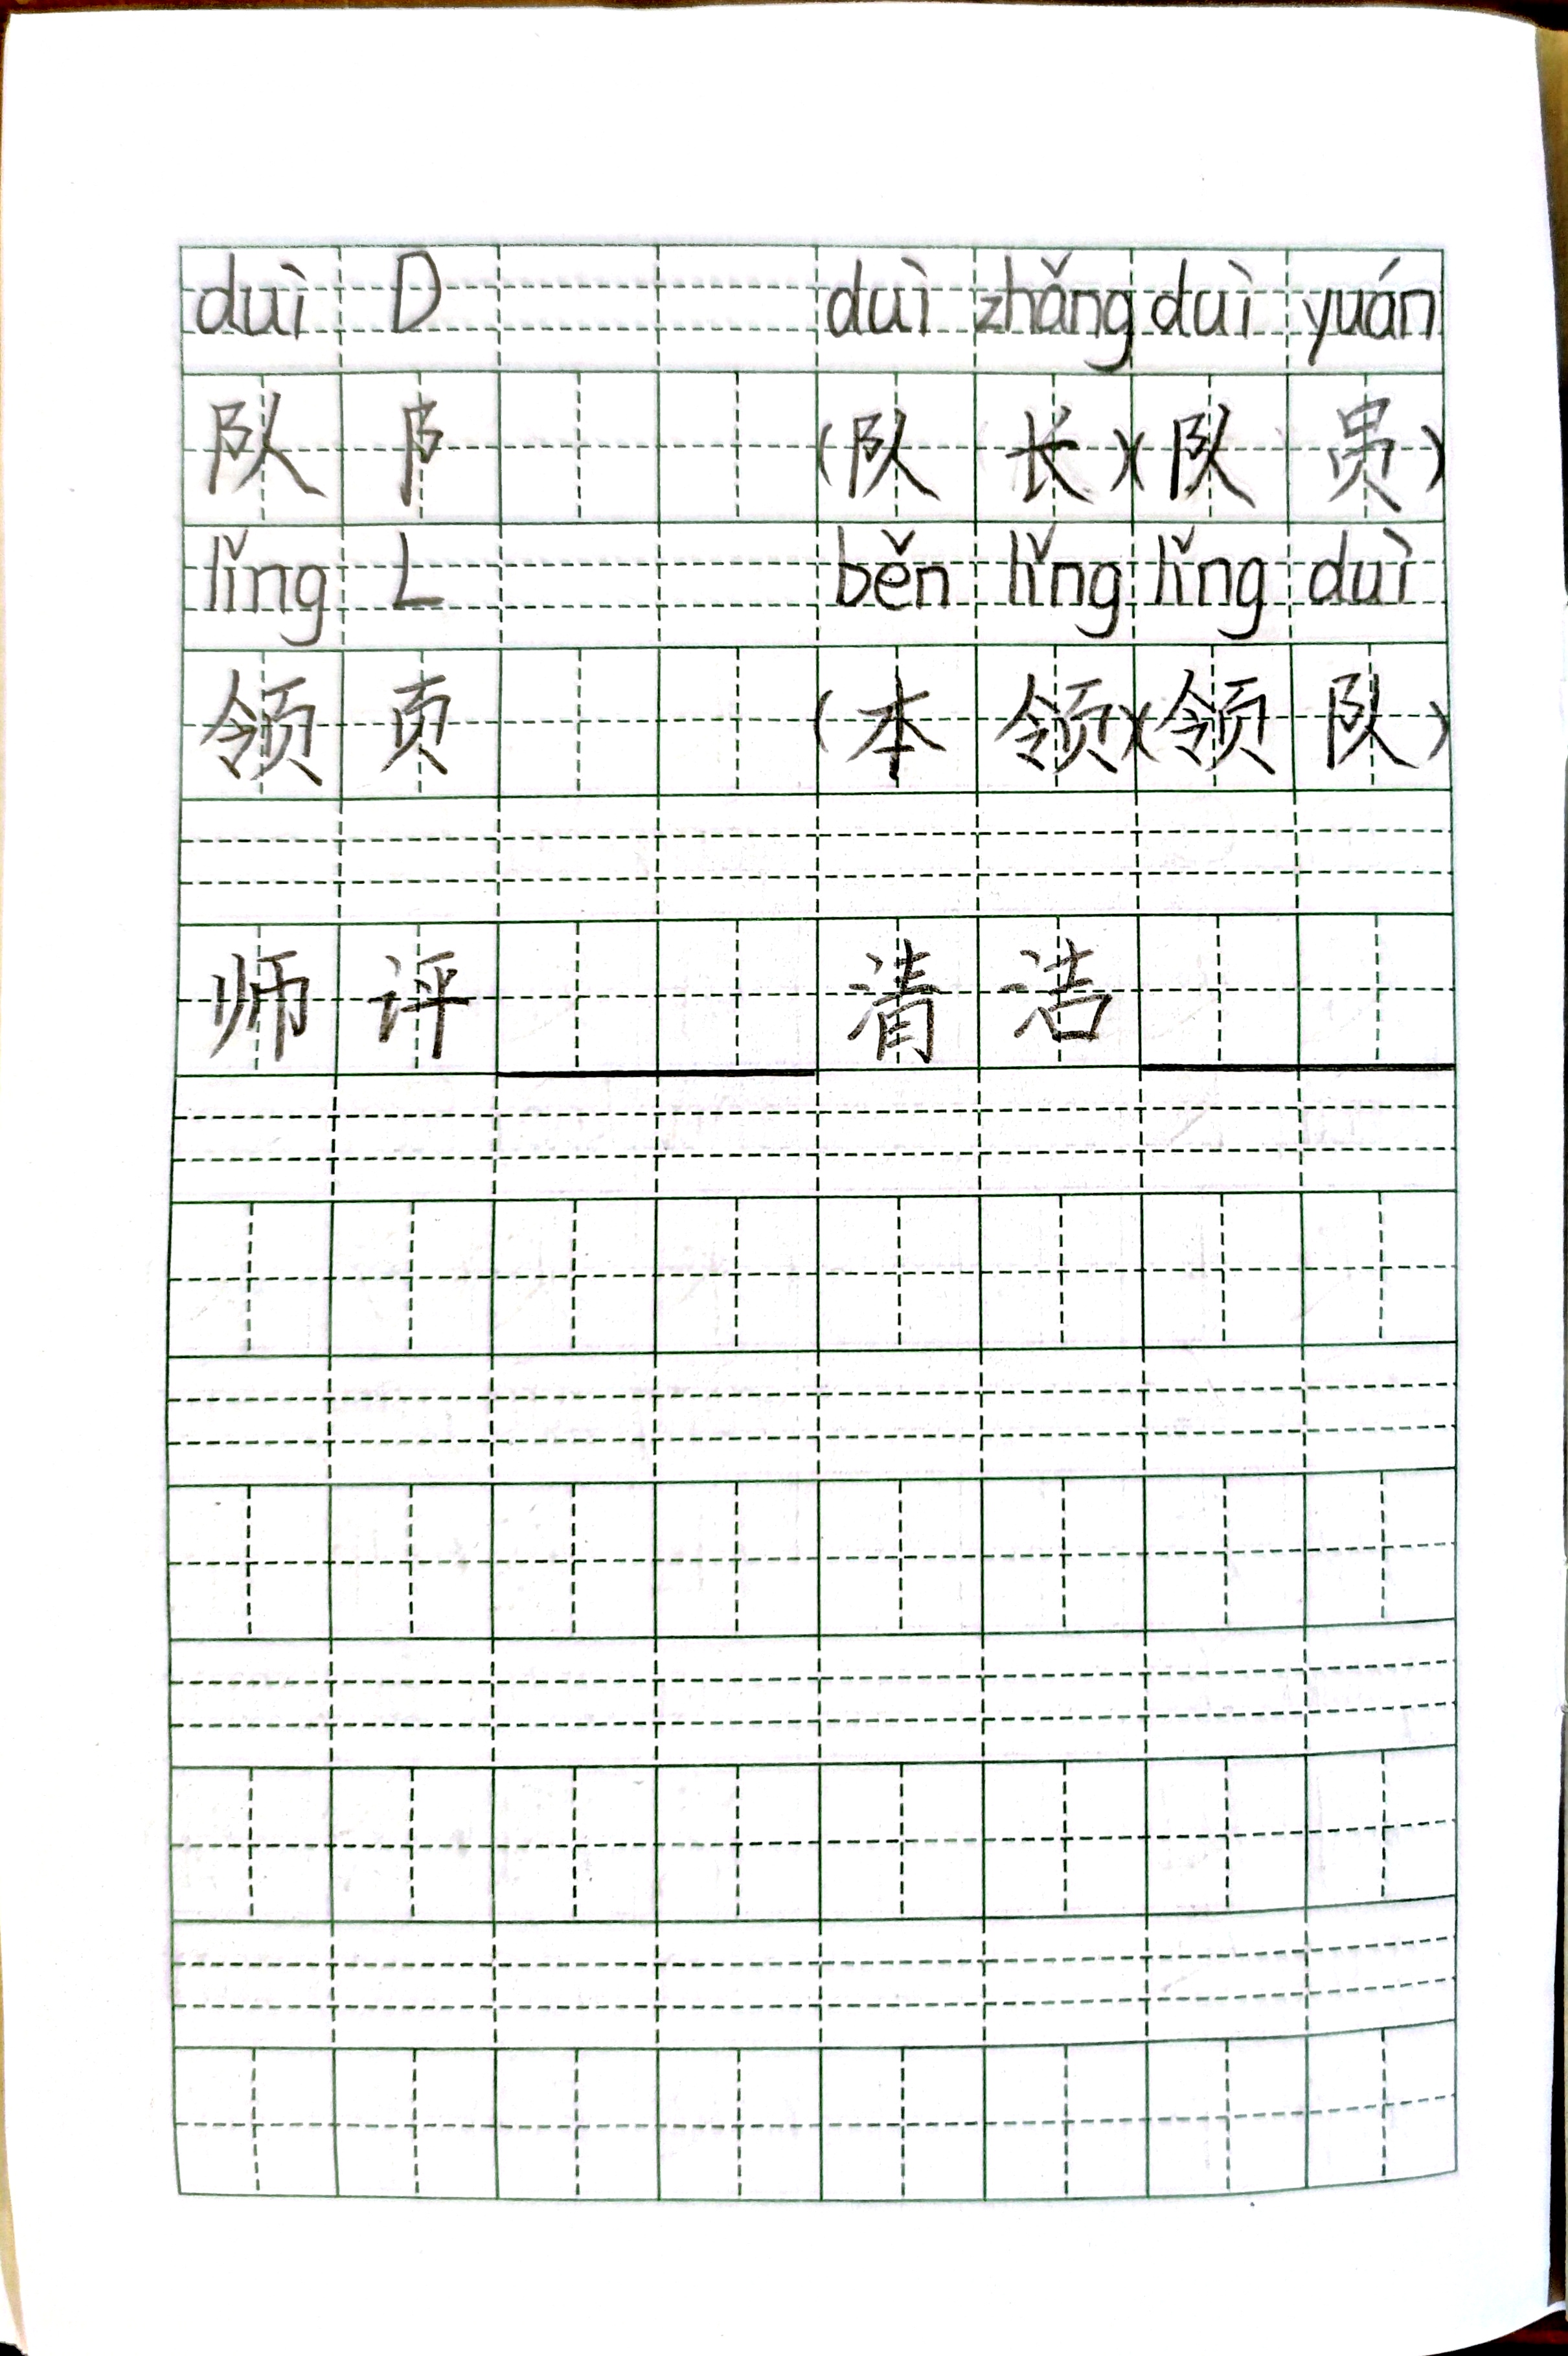 duì D duì zhǎng duì yuán
队 阝 (队 长)(队 员)
lǐng L běn lǐng lǐng duì
领 页 (本 领)(领 队)
师 评 清 洁